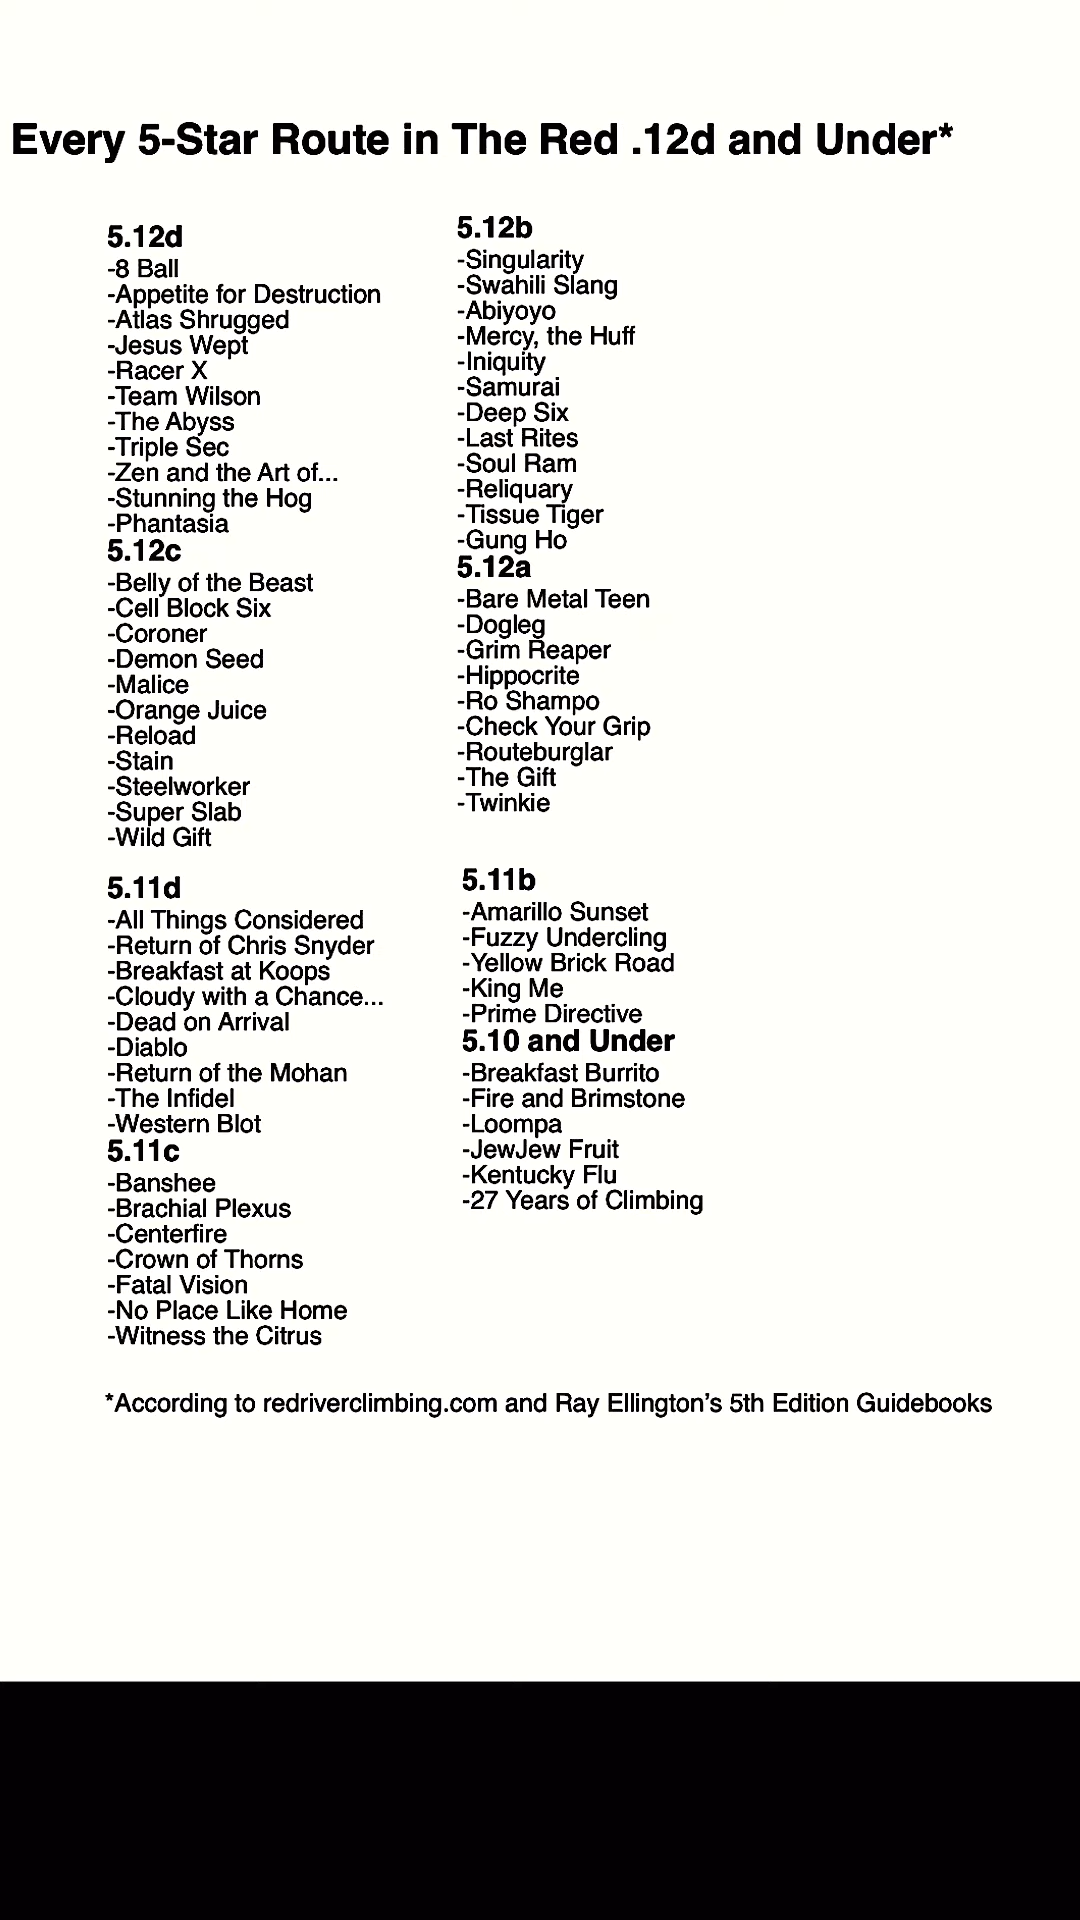 Every 5-Star Route in The Red .12d and Under*
5.12d
-8 Ball
-Appetite for Destruction
-Atlas Shrugged
-Jesus Wept
-Racer X
-Team Wilson
-The Abyss
-Triple Sec
-Zen and the Art of...
-Stunning the Hog
-Phantasia
5.12c
-Belly of the Beast
-Cell Block Six
-Coroner
-Demon Seed
-Malice
-Orange Juice
-Reload
-Stain
-Steelworker
-Super Slab
-Wild Gift
5.12b
-Singularity
-Swahili Slang
-Abiyoyo
-Mercy, the Huff
-Iniquity
-Samurai
-Deep Six
-Last Rites
-Soul Ram
-Reliquary
-Tissue Tiger
-Gung Ho
5.12a
-Bare Metal Teen
-Dogleg
-Grim Reaper
-Hippocrite
-Ro Shampo
-Check Your Grip
-Routeburglar
-The Gift
-Twinkie
5.11d
-All Things Considered
-Return of Chris Snyder
-Breakfast at Koops
-Cloudy with a Chance...
-Dead on Arrival
-Diablo
-Return of the Mohan
-The Infidel
-Western Blot
5.11c
-Banshee
-Brachial Plexus
-Centerfire
-Crown of Thorns
-Fatal Vision
-No Place Like Home
-Witness the Citrus
5.11b
-Amarillo Sunset
-Fuzzy Undercling
-Yellow Brick Road
-King Me
-Prime Directive
5.10 and Under
-Breakfast Burrito
-Fire and Brimstone
-Loompa
-JewJew Fruit
-Kentucky Flu
-27 Years of Climbing
*According to redriverclimbing.com and Ray Ellington's 5th Edition Guidebooks